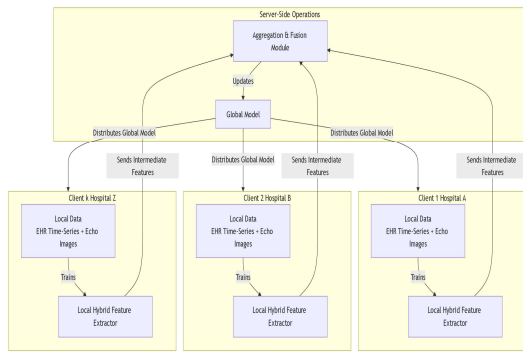 Server-Side Operations
Aggregation & Fusion
Module
Updates
Global Model
Distributes Global Model
Distributes Global Model
Distributes Global Model
Sends Intermediate
Features
Sends Intermediate
Features
Sends Intermediate
Features
Client k Hospital Z
Local Data
EHR Time-Series + Echo
Images
Trains
Local Hybrid Feature
Extractor
Client 2 Hospital B
Local Data
EHR Time-Series + Echo
Images
Trains
Local Hybrid Feature
Extractor
Client 1 Hospital A
Local Data
EHR Time-Series + Echo
Images
Trains
Local Hybrid Feature
Extractor